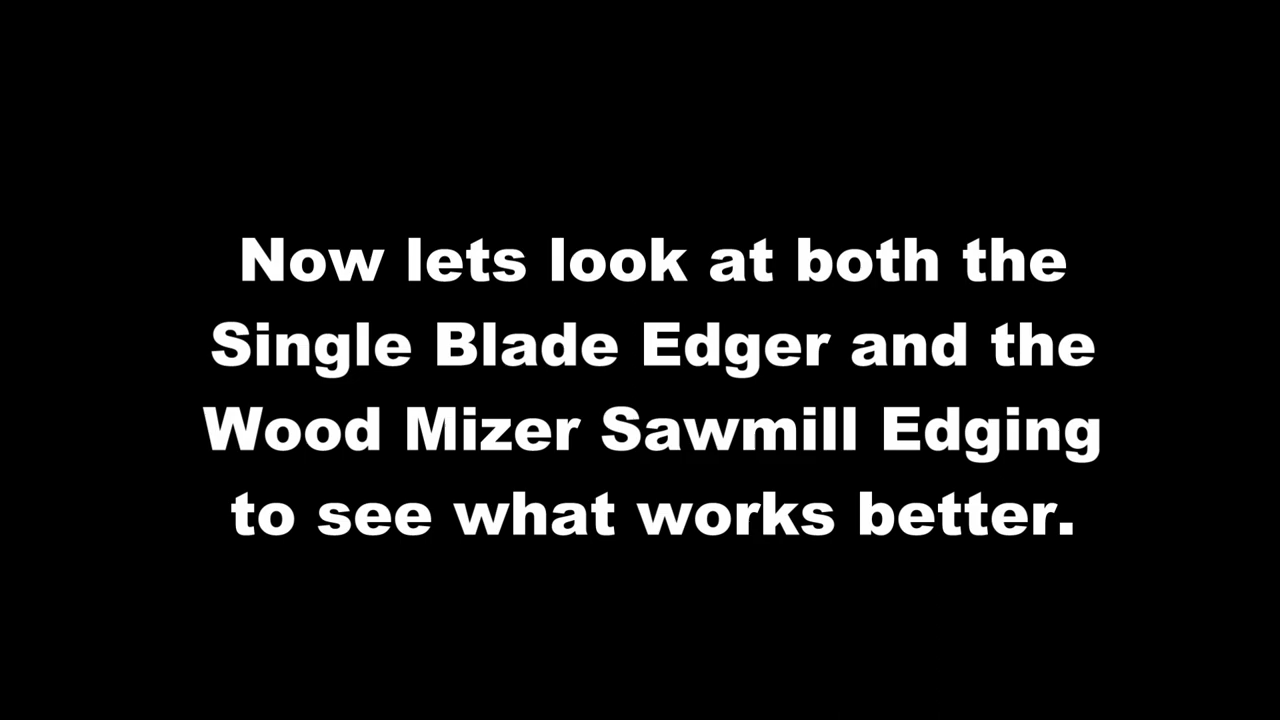 Now lets look at both the
Single Blade Edger and the
Wood Mizer Sawmill Edging
to see what works better.